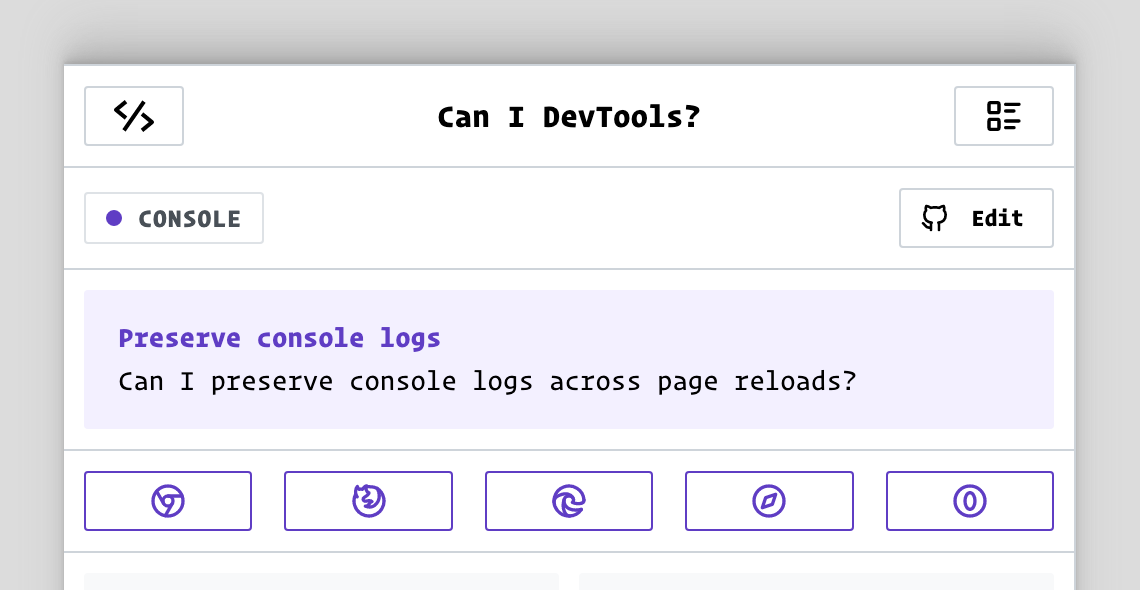 Can I DevTools?
CONSOLE
Edit
Preserve console logs
Can I preserve console logs across page reloads?